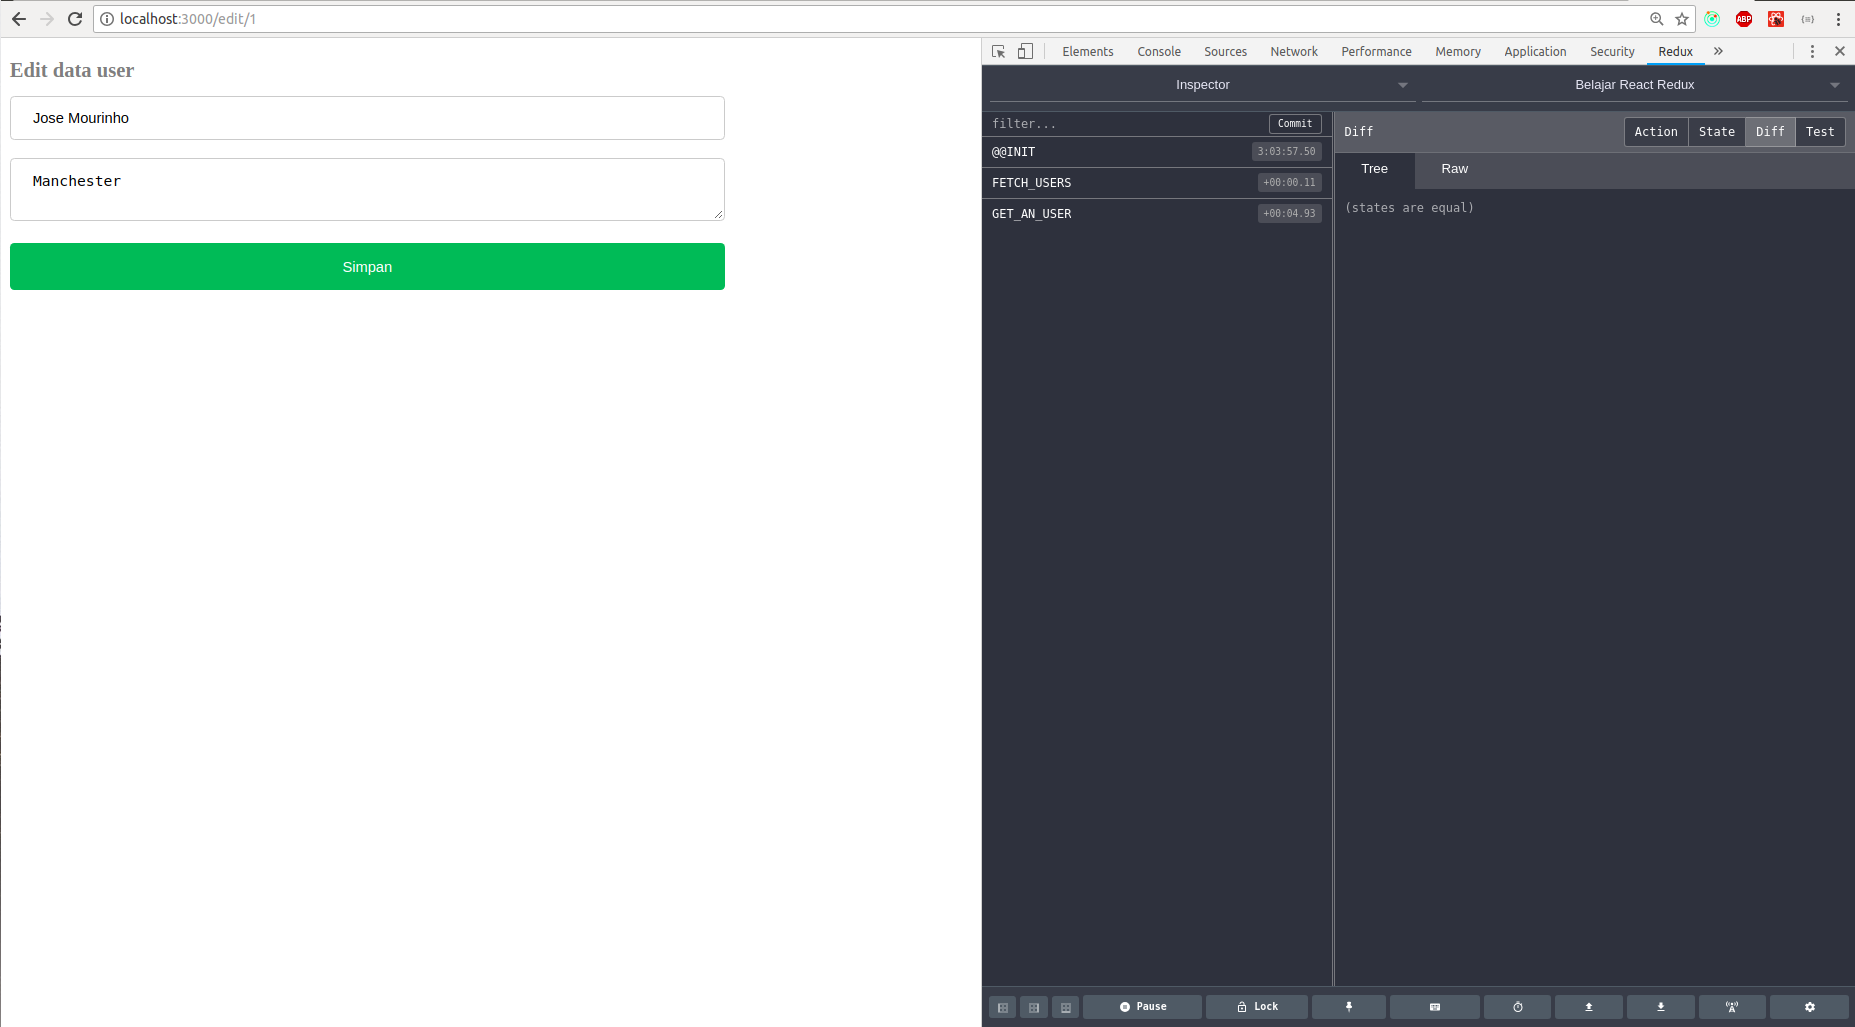 localhost:3000/edit/1
ABP
Elements Console Sources Network Performance Memory Application Security Redux »
Edit data user
Jose Mourinho
Manchester
Simpan
Inspector Belajar React Redux
filter... Commit
@@INIT 3:03:57.50
FETCH_USERS +00:00.11
GET_AN_USER +00:04.93
Diff Action State Diff Test
Tree Raw
(states are equal)
Pause Lock